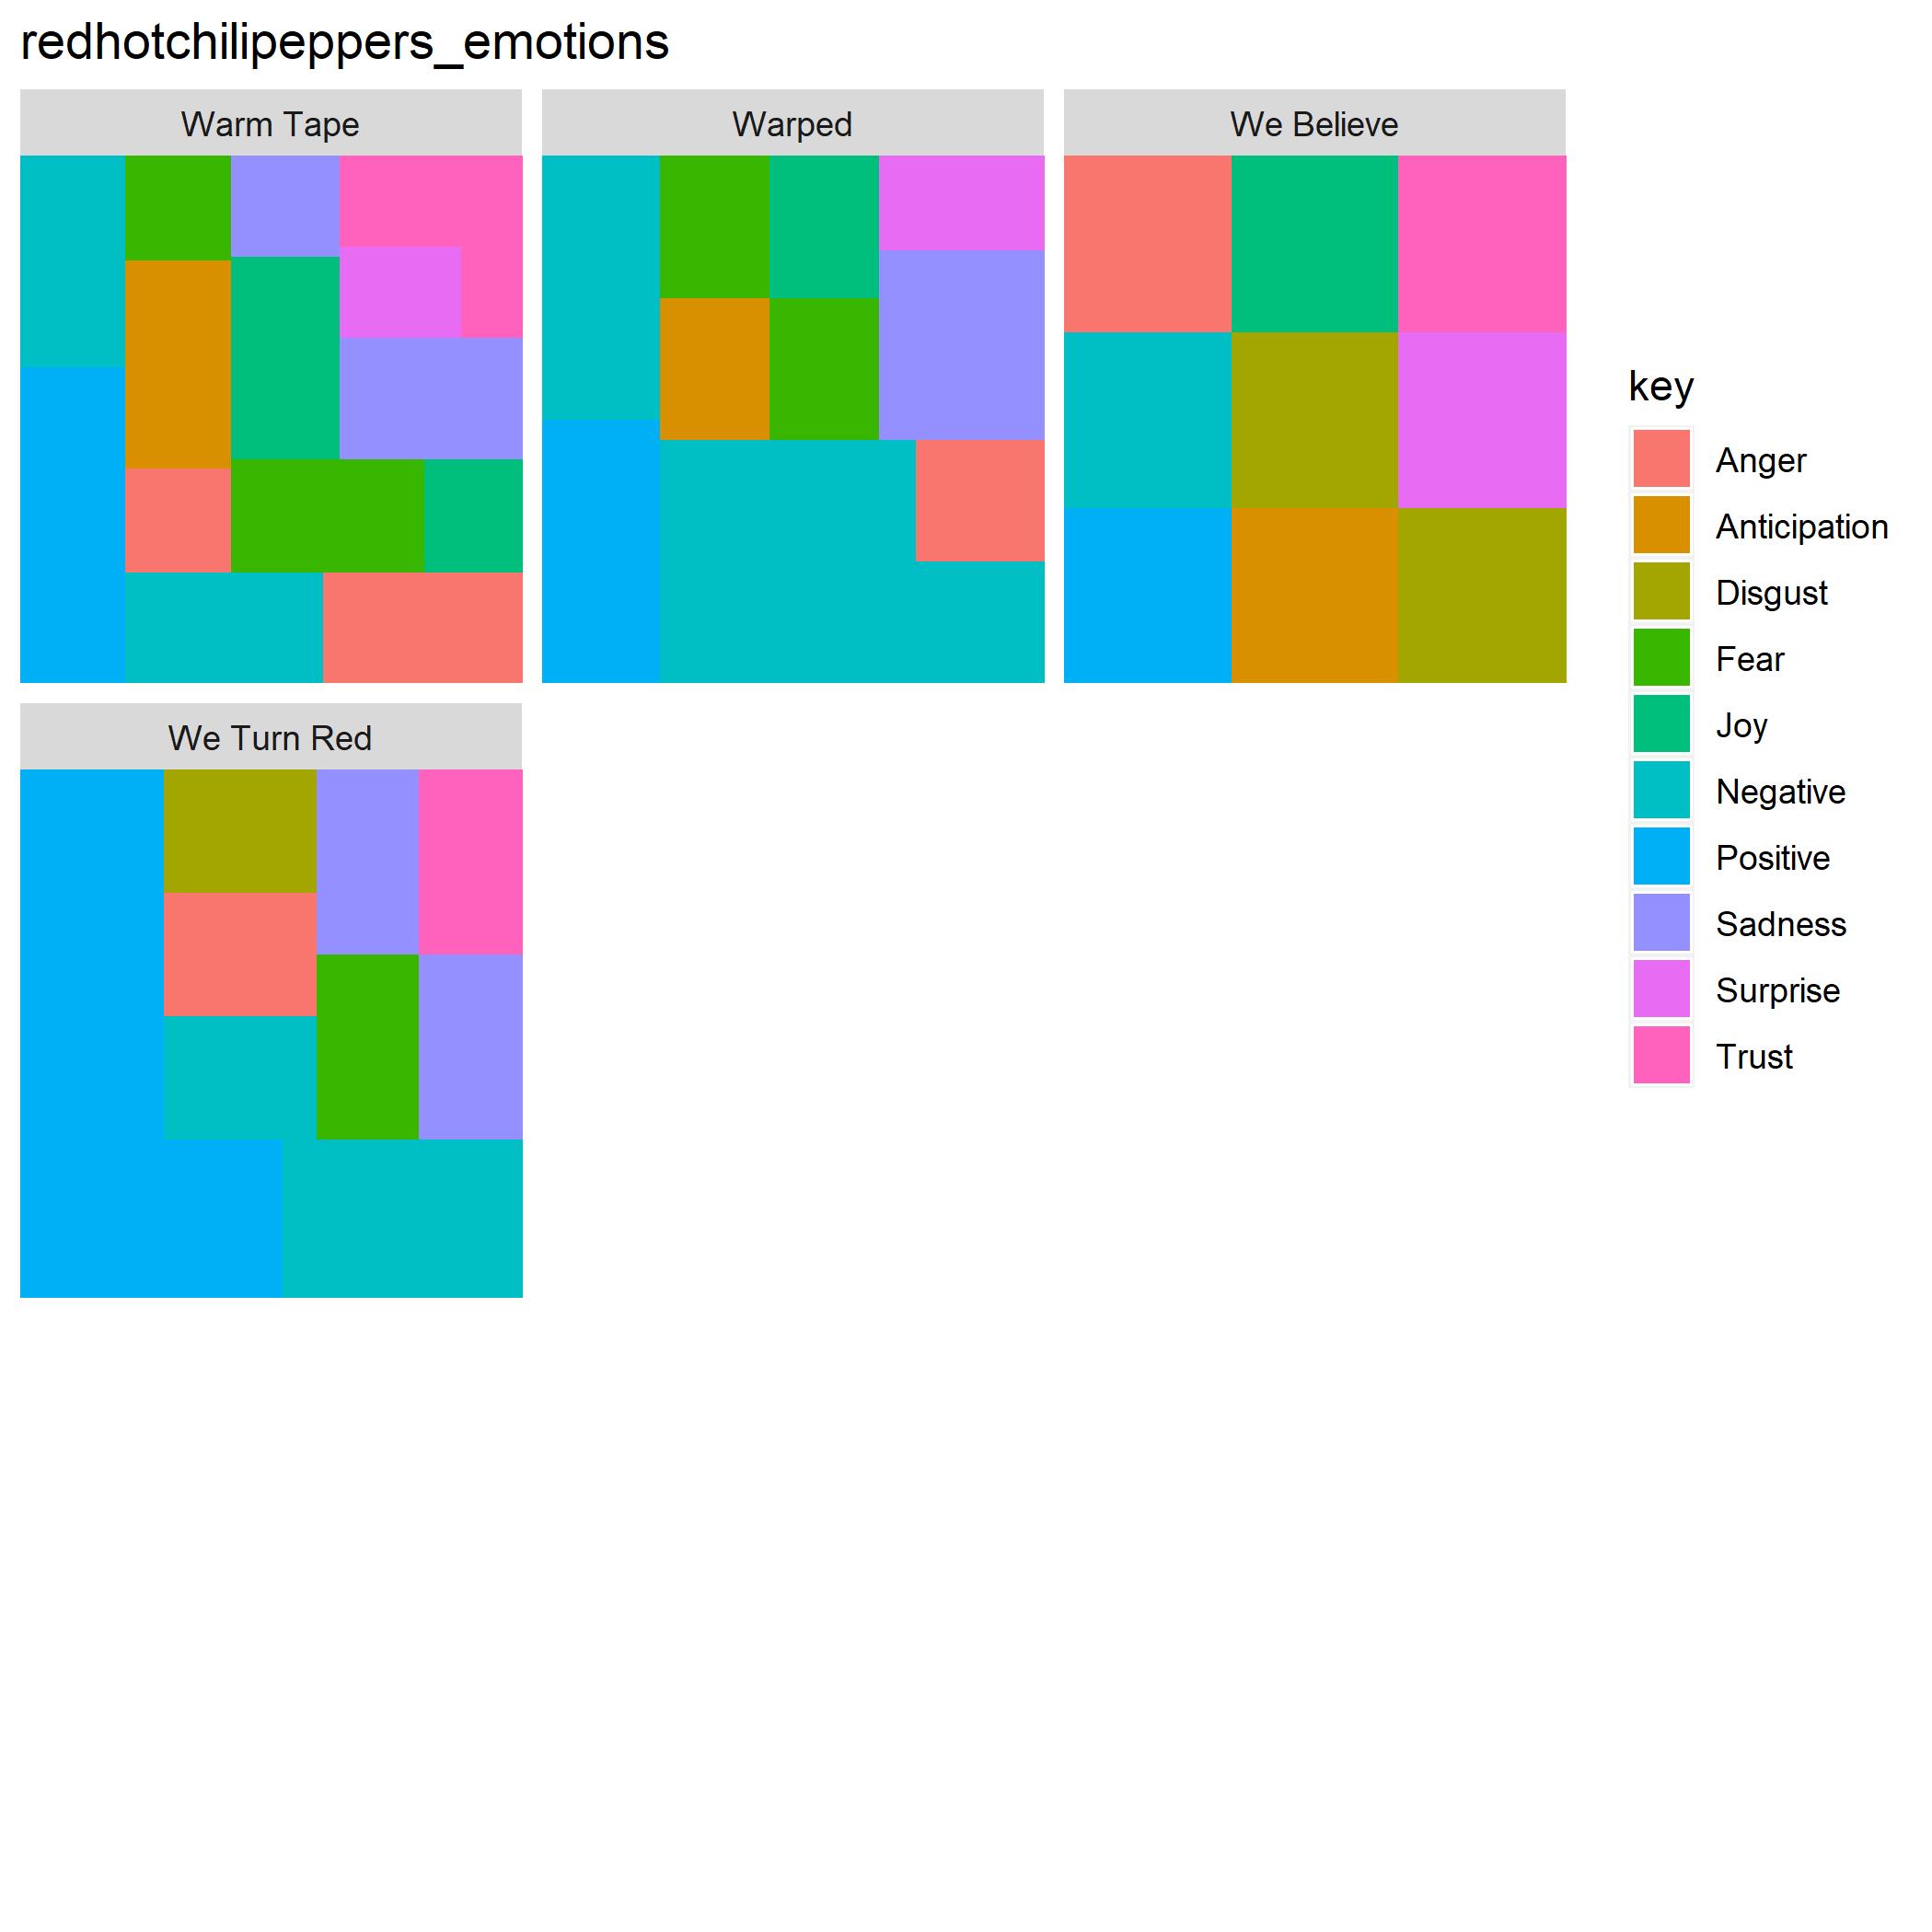 redhotchilipeppers_emotions
Warm Tape
Warped
We Believe
We Turn Red
key
Anger
Anticipation
Disgust
Fear
Joy
Negative
Positive
Sadness
Surprise
Trust